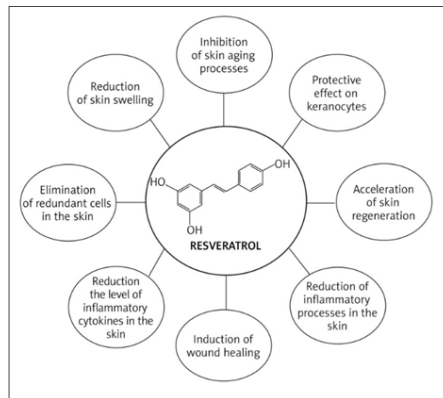 Inhibition
of skin aging
processes
Protective
effect on
keranocytes
Acceleration
of skin
regeneration
Reduction of
inflammatory
processes in the
skin
Induction of
wound healing
Reduction
the level of
inflammatory
cytokines in the
skin
Elimination
of redundant cells
in the skin
Reduction
of skin swelling
OH
HO
OH
RESVERATROL